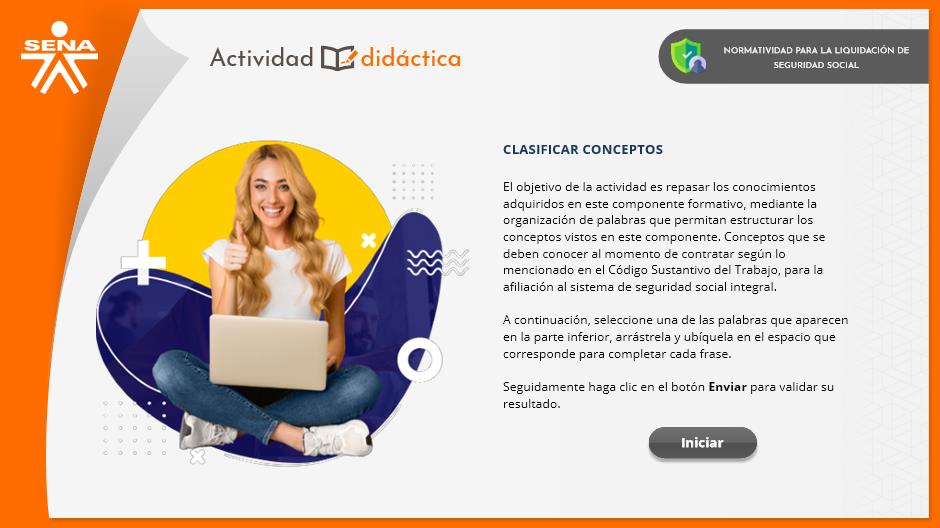 SENA
Actividad didáctica
NORMATIVIDAD PARA LA LIQUIDACIÓN DE
SEGURIDAD SOCIAL
CLASIFICAR CONCEPTOS
El objetivo de la actividad es repasar los conocimientos
adquiridos en este componente formativo, mediante la
organización de palabras que permitan estructurar los
conceptos vistos en este componente. Conceptos que se
deben conocer al momento de contratar según lo
mencionado en el Código Sustantivo del Trabajo, para la
afiliación al sistema de seguridad social integral.
A continuación, seleccione una de las palabras que aparecen
en la parte inferior, arrástrela y ubíquela en el espacio que
corresponde para completar cada frase.
Seguidamente haga clic en el botón Enviar para validar su
resultado.
Iniciar